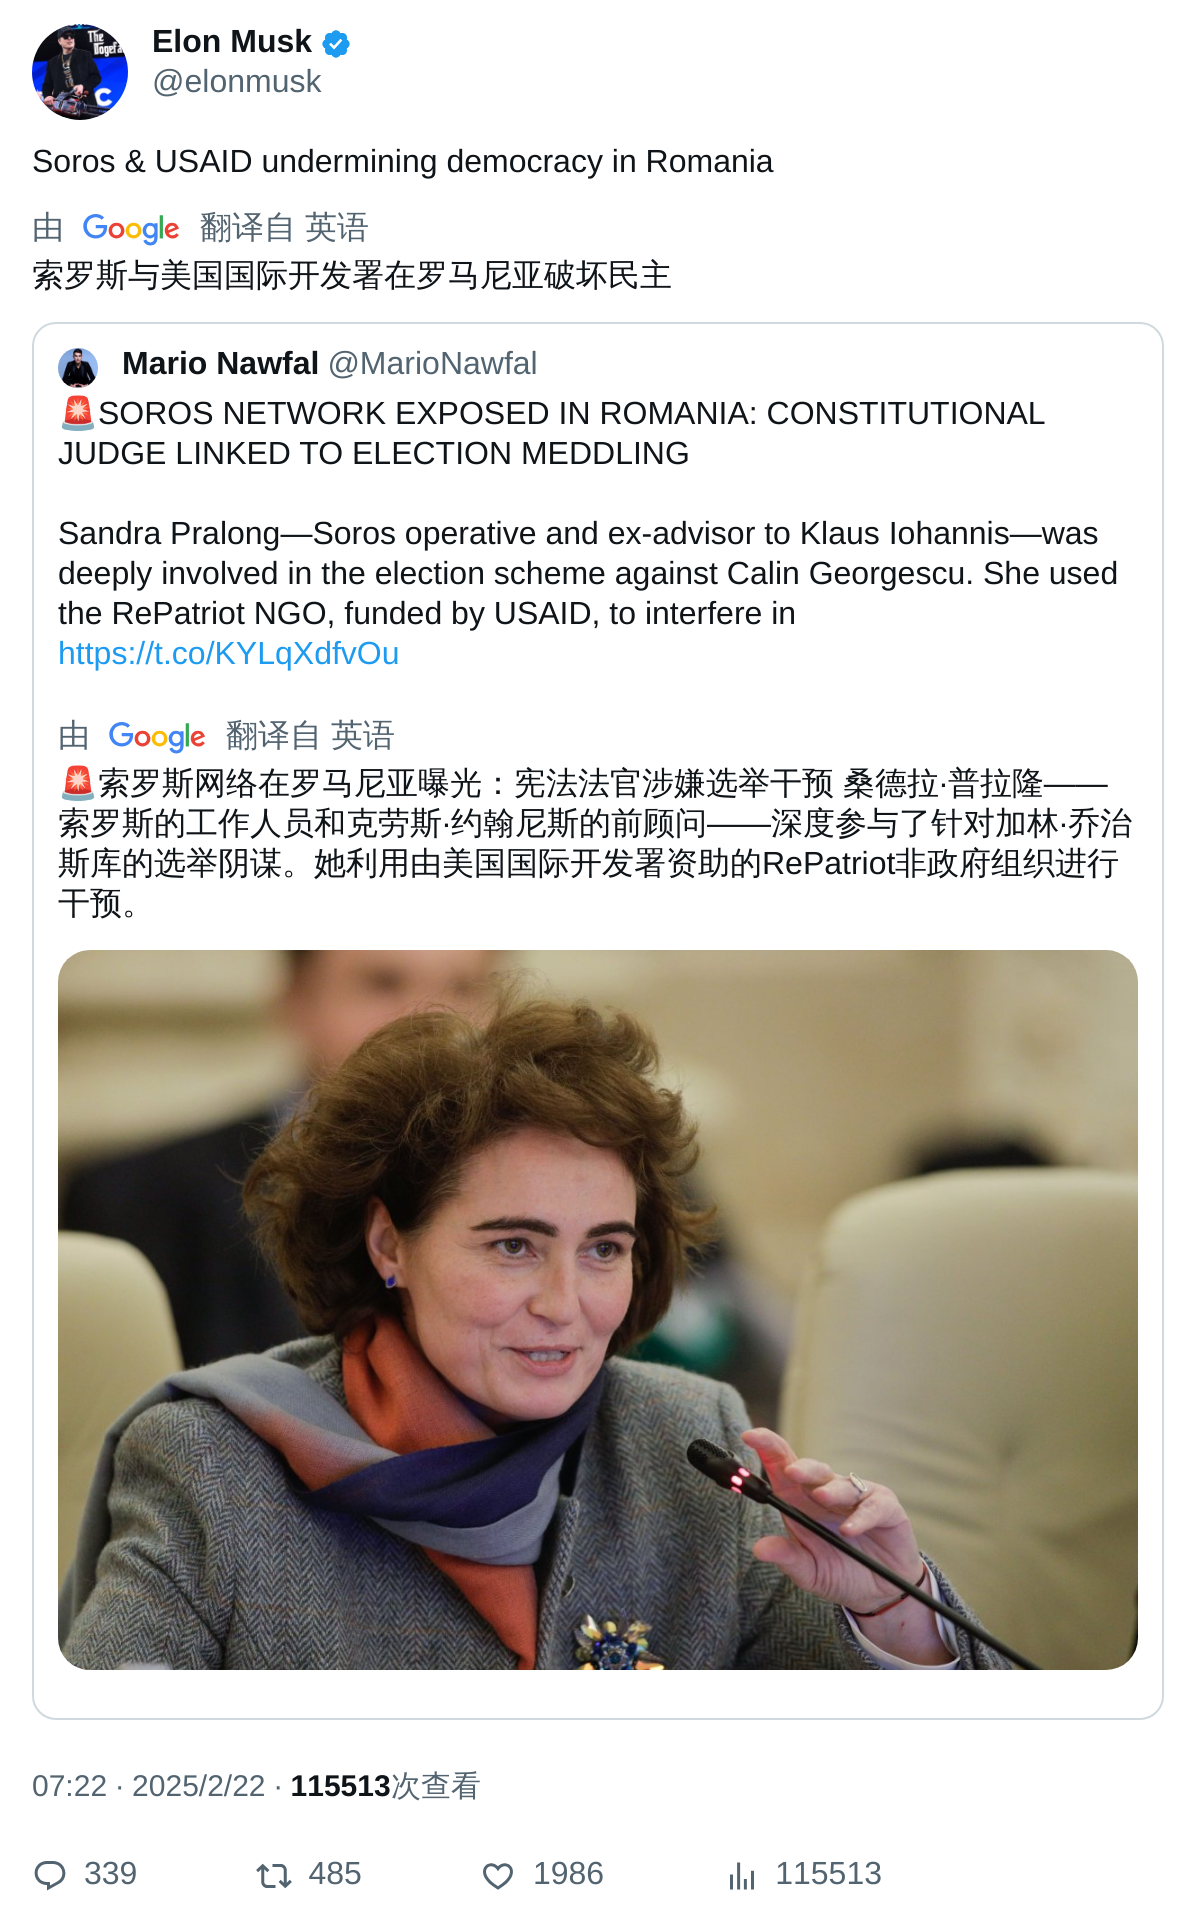 The
Dogefa
C
Elon Musk
@elonmusk
Soros & USAID undermining democracy in Romania
由 Google 翻译自 英语
索罗斯与美国国际开发署在罗马尼亚破坏民主
Mario Nawfal @MarioNawfal
🚨SOROS NETWORK EXPOSED IN ROMANIA: CONSTITUTIONAL
JUDGE LINKED TO ELECTION MEDDLING
Sandra Pralong—Soros operative and ex-advisor to Klaus Iohannis—was
deeply involved in the election scheme against Calin Georgescu. She used
the RePatriot NGO, funded by USAID, to interfere in
https://t.co/KYLqXdfvOu
由 Google 翻译自 英语
🚨索罗斯网络在罗马尼亚曝光：宪法法官涉嫌选举干预 桑德拉·普拉隆——
索罗斯的工作人员和克劳斯·约翰尼斯的前顾问——深度参与了针对加林·乔治
斯库的选举阴谋。她利用由美国国际开发署资助的RePatriot非政府组织进行
干预。
07:22 · 2025/2/22 · 115513次查看
339 485 1986 115513